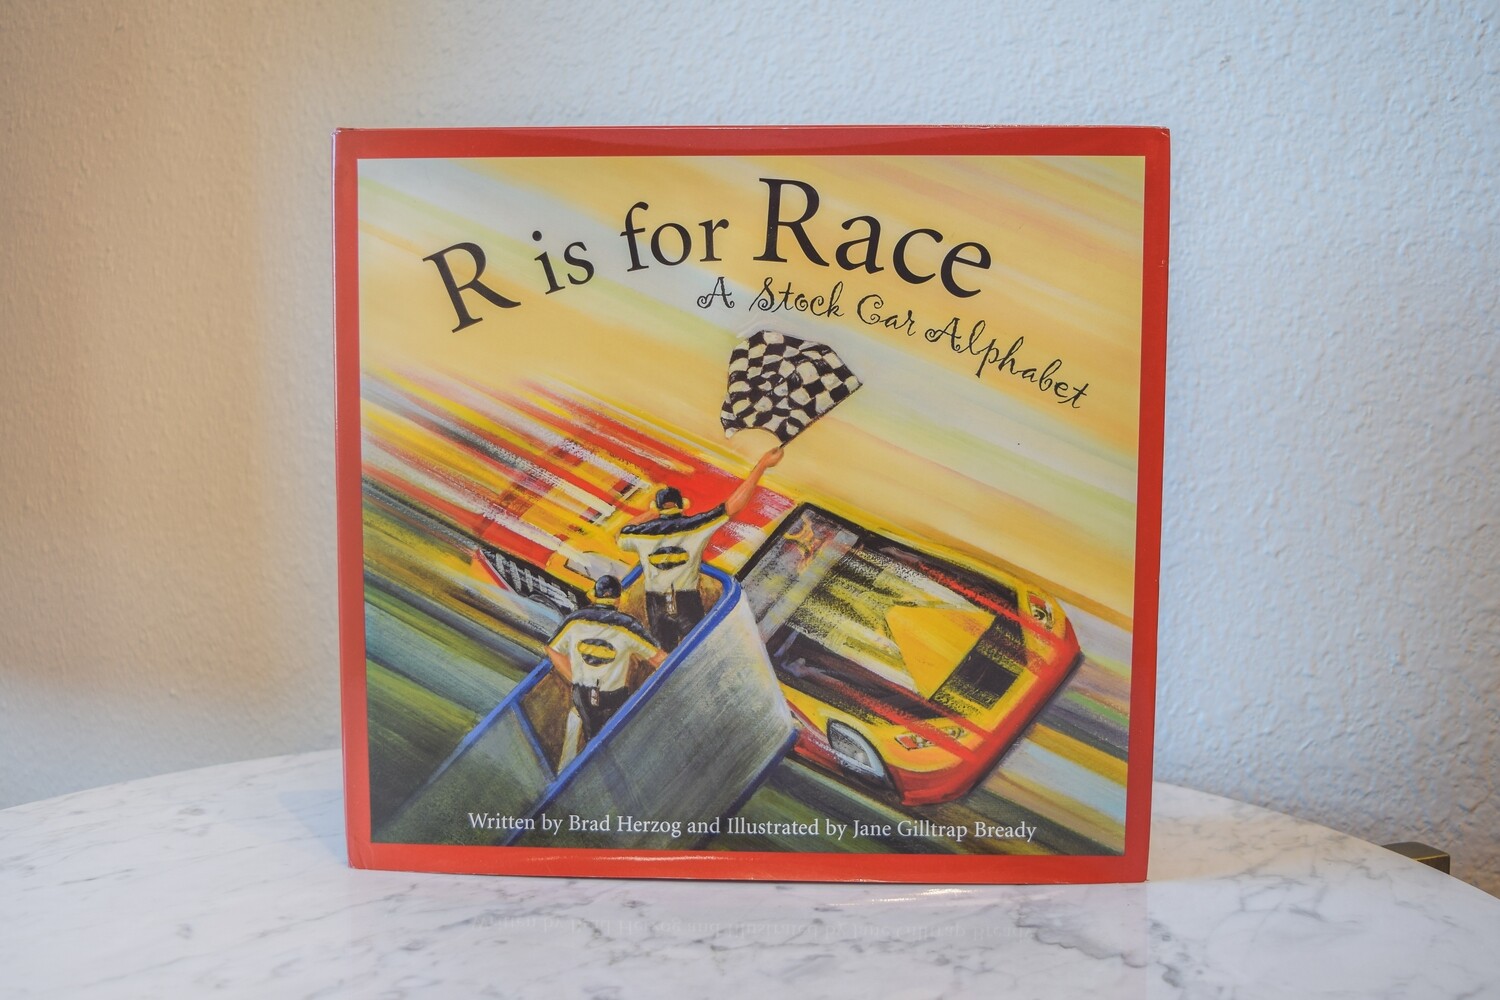 R is for Race
A Stock Car Alphabet
Written by Brad Herzog and Illustrated by Jane Gilltrap Bready